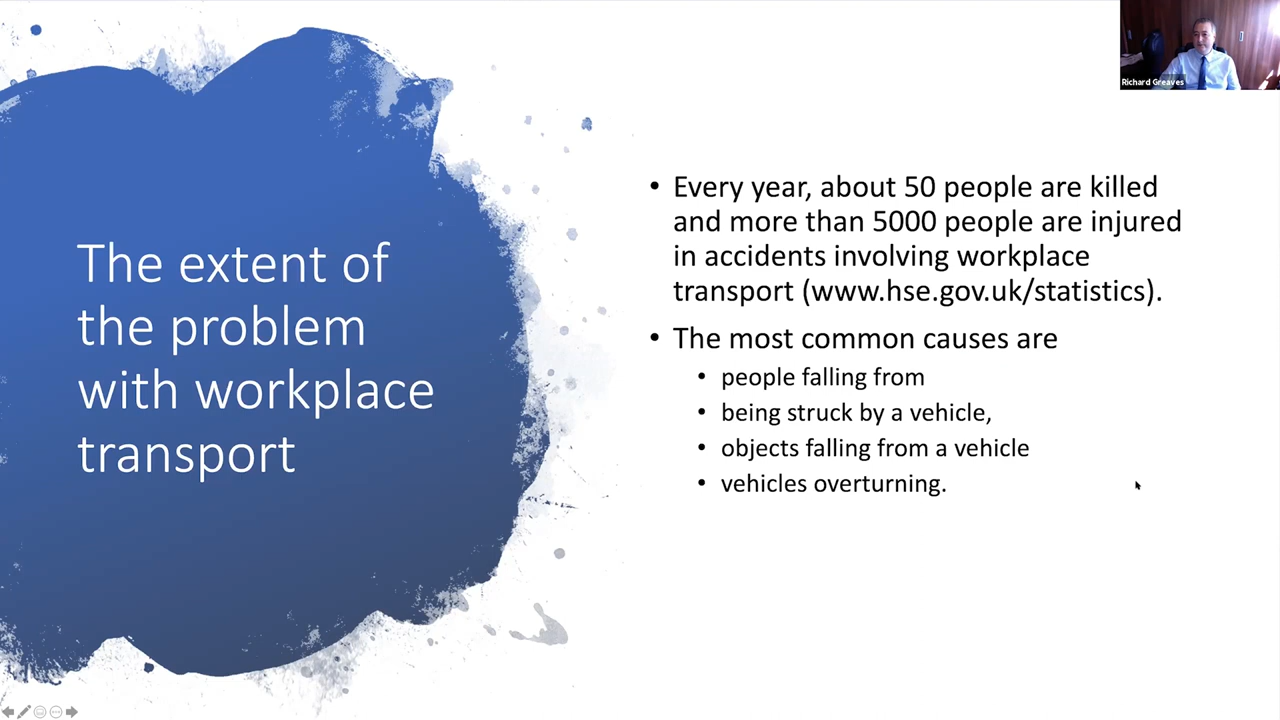 Richard Greaves
The extent of
the problem
with workplace
transport
• Every year, about 50 people are killed
and more than 5000 people are injured
in accidents involving workplace
transport (www.hse.gov.uk/statistics).
• The most common causes are
• people falling from
• being struck by a vehicle,
• objects falling from a vehicle
• vehicles overturning.